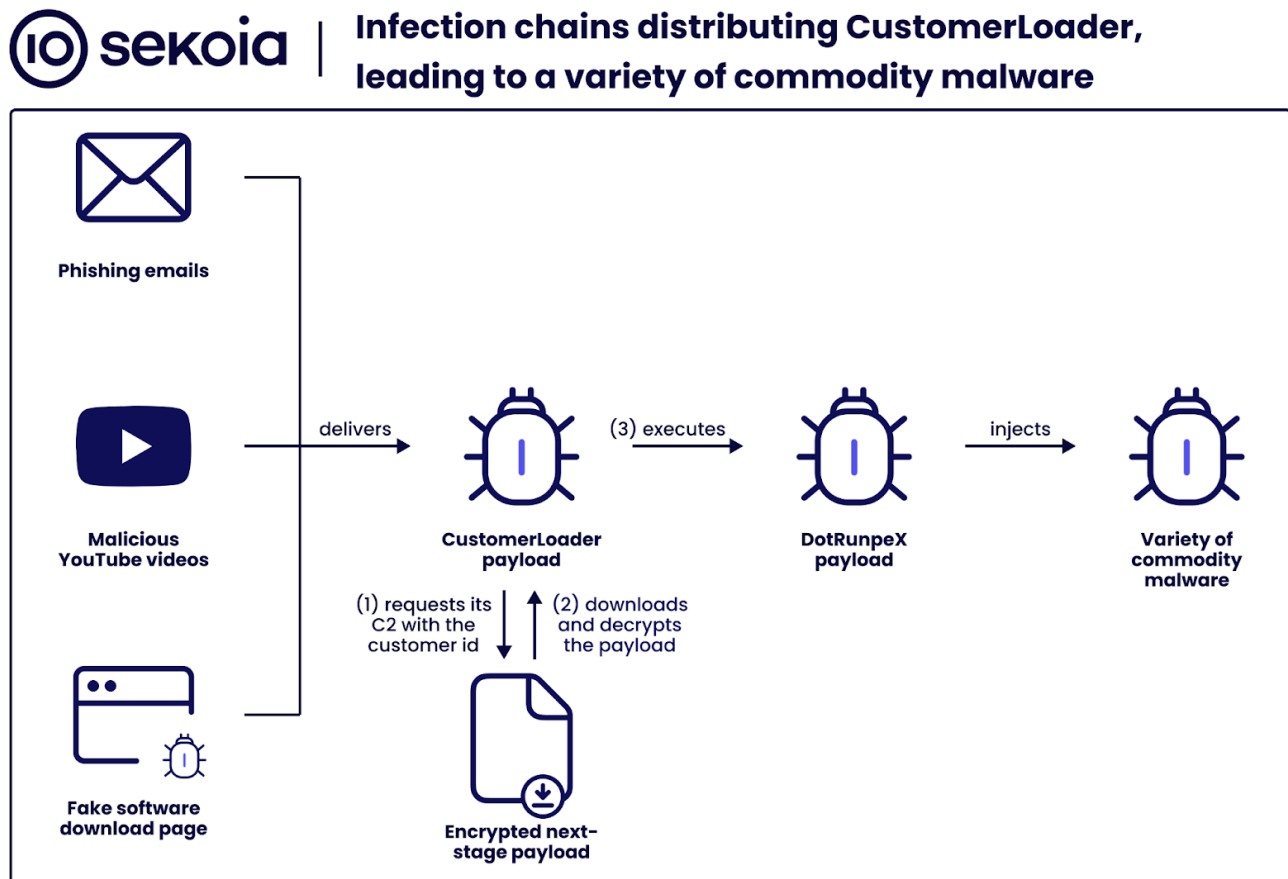 IO sekoia
Infection chains distributing CustomerLoader,
leading to a variety of commodity malware
Phishing emails
Malicious
YouTube videos
Fake software
download page
delivers
CustomerLoader
payload
(1) requests its
C2 with the
customer id
(2) downloads
and decrypts
the payload
Encrypted next-
stage payload
(3) executes
DotRunpeX
payload
injects
Variety of
commodity
malware